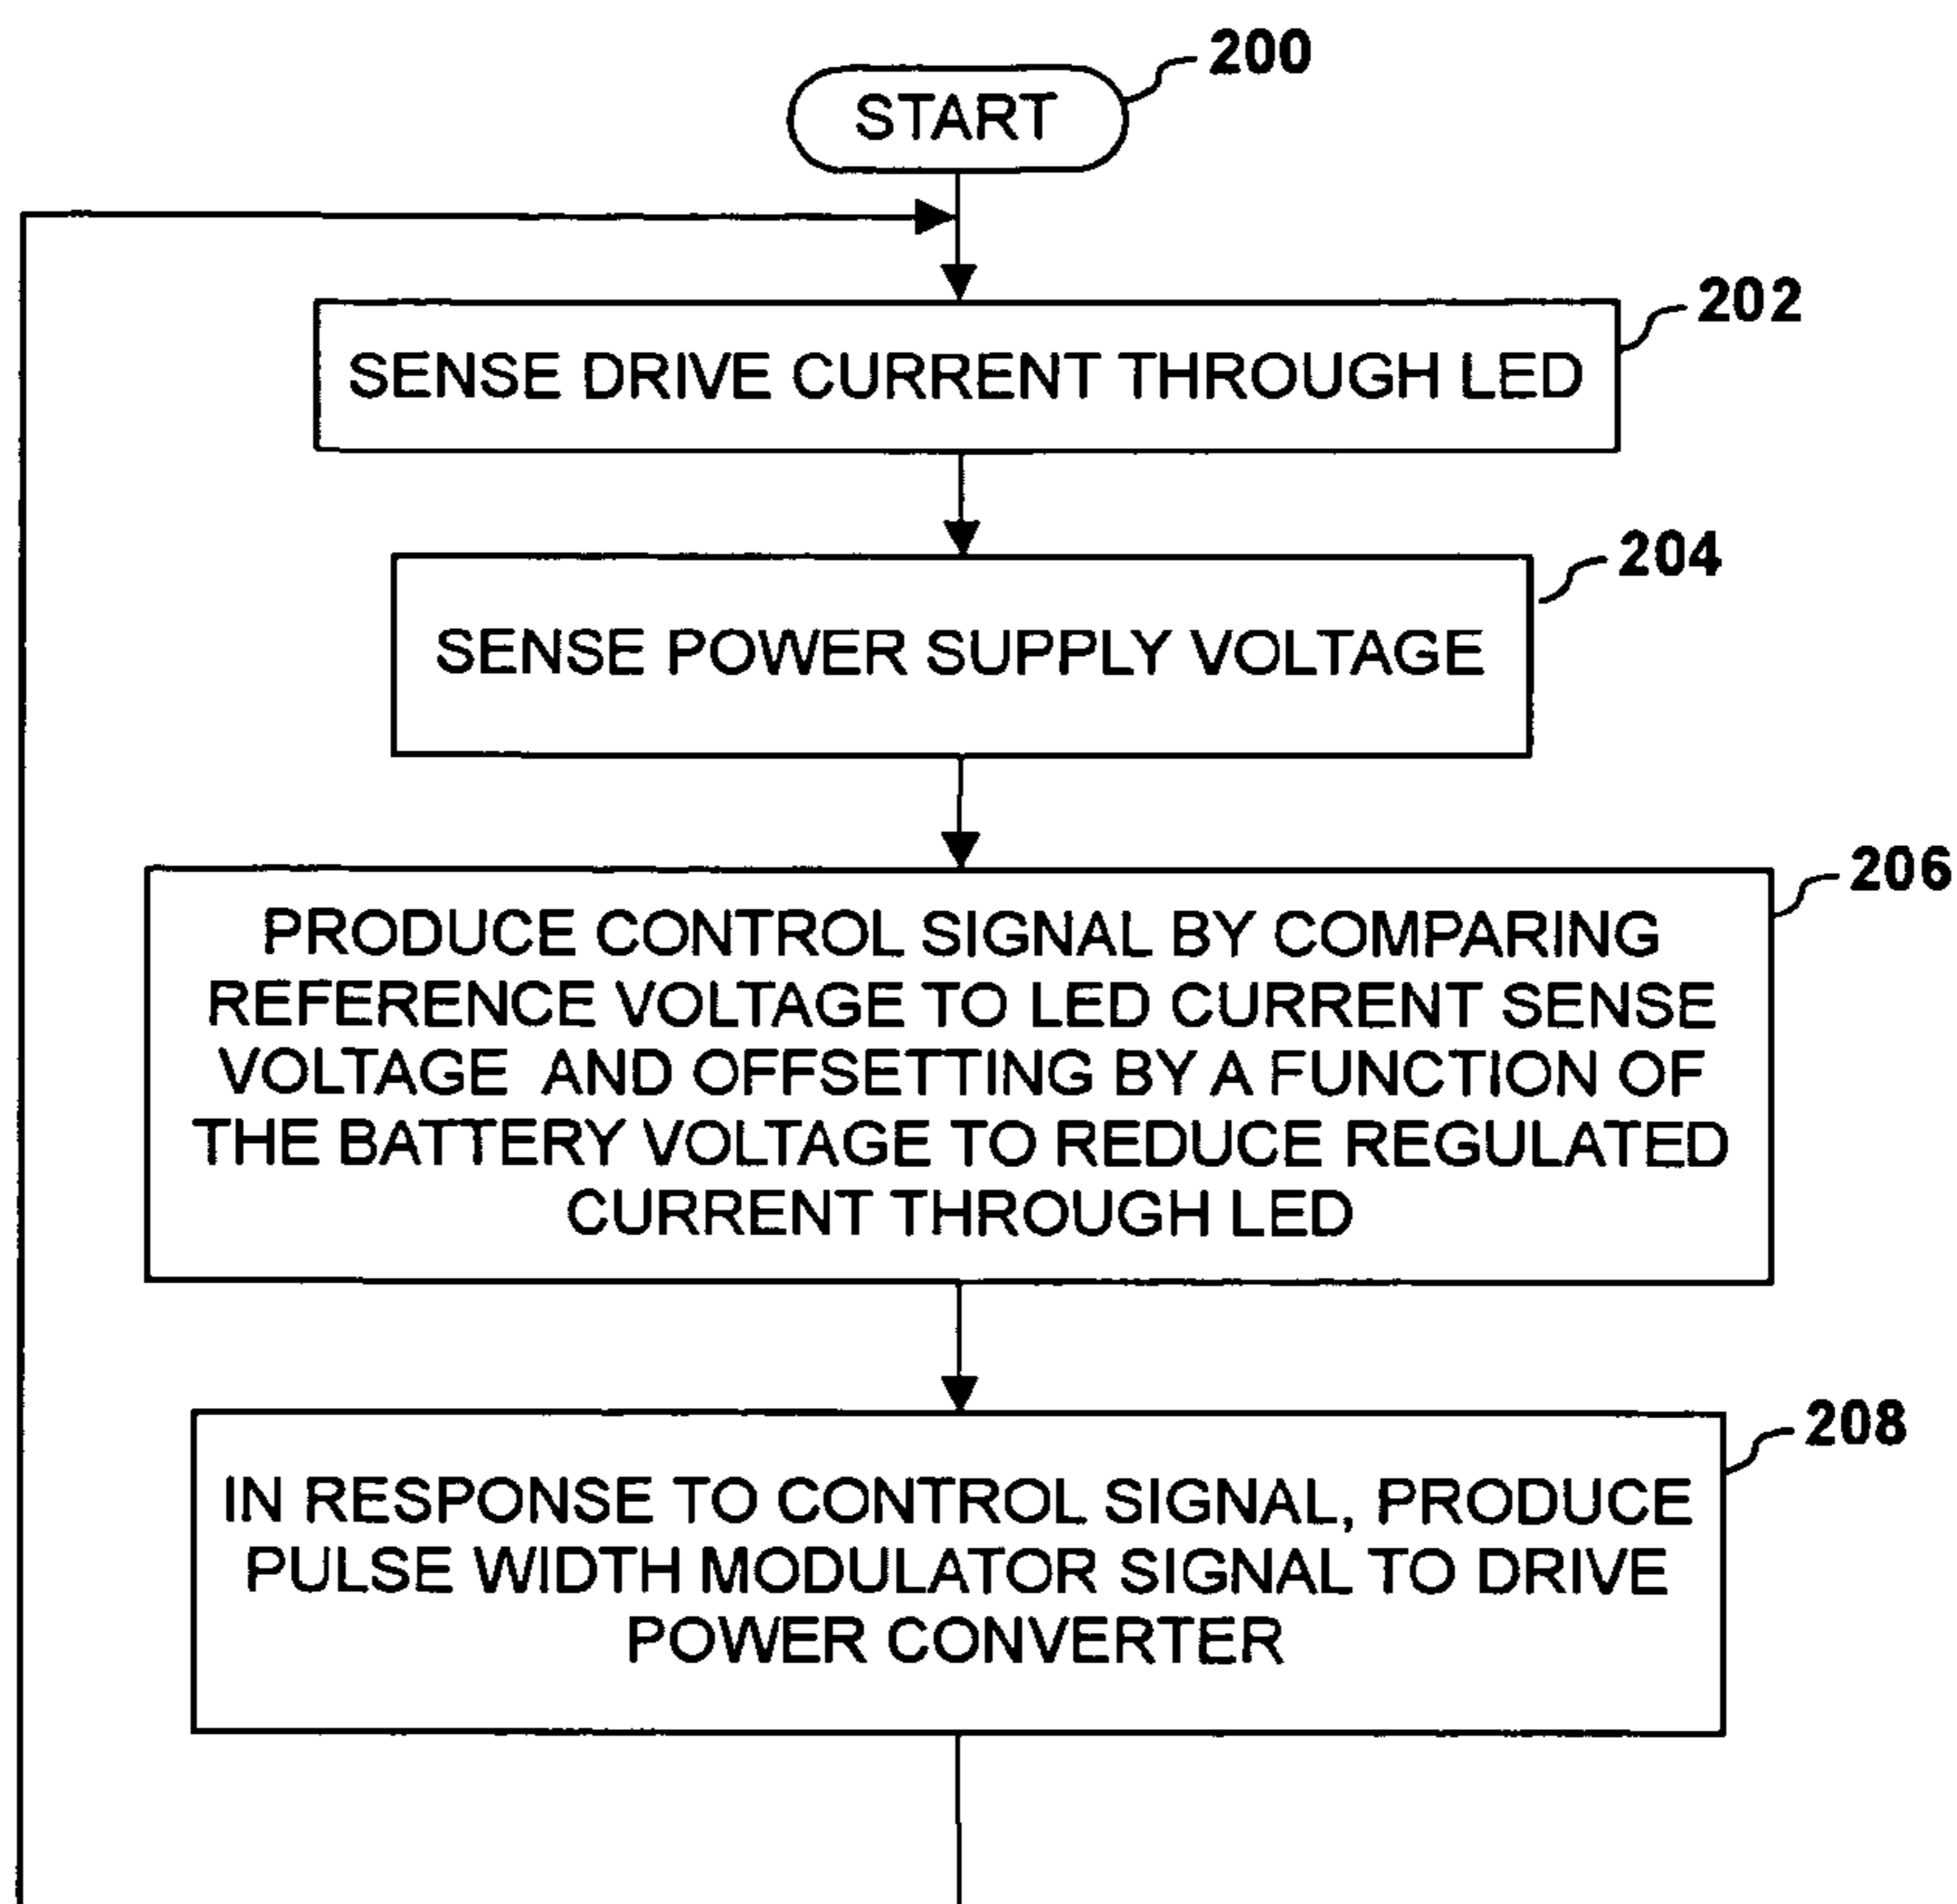 200
START
202
SENSE DRIVE CURRENT THROUGH LED
204
SENSE POWER SUPPLY VOLTAGE
206
PRODUCE CONTROL SIGNAL BY COMPARING
REFERENCE VOLTAGE TO LED CURRENT SENSE
VOLTAGE AND OFFSETTING BY A FUNCTION OF
THE BATTERY VOLTAGE TO REDUCE REGULATED
CURRENT THROUGH LED
208
IN RESPONSE TO CONTROL SIGNAL, PRODUCE
PULSE WIDTH MODULATOR SIGNAL TO DRIVE
POWER CONVERTER